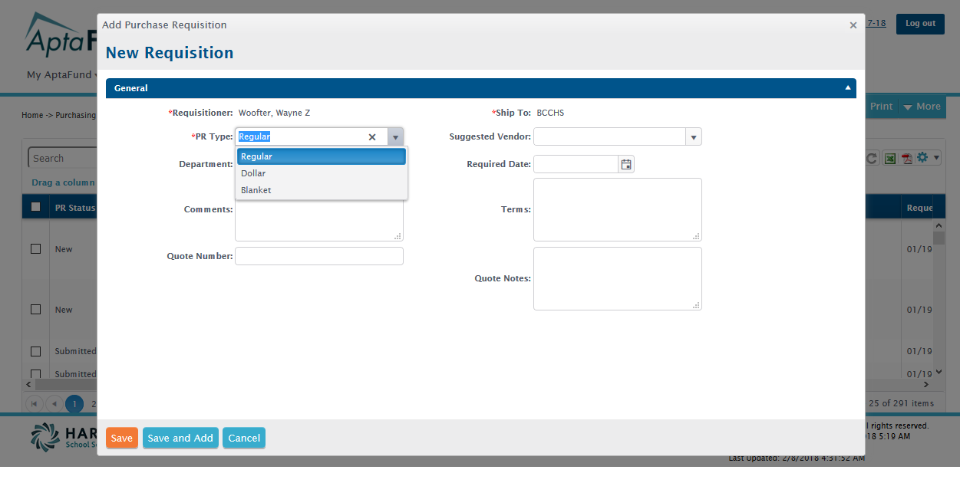 Add Purchase Requisition
New Requisition
General
*Requisitioner: Woofter, Wayne Z
*Ship To: BCCHS
*PR Type: Regular
Suggested Vendor:
Regular
Dollar
Blanket
Department:
Required Date:
Comments:
Terms:
Quote Number:
Quote Notes:
Save
Save and Add
Cancel
My AptaFund
7-18
Log out
Home -> Purchasing
Print
More
Search
Drag a column
PR Status
Reque
New
01/19
New
01/19
Submitted
01/19
Submitted
01/19
1
2
25 of 291 items
HAR
School S
l rights reserved.
18 5:19 AM
Last Updated: 2/8/2018 4:31:52 AM